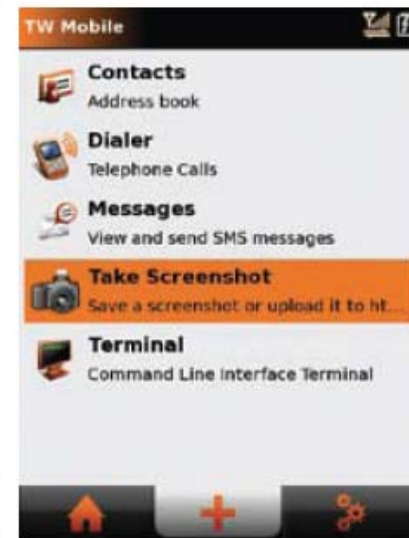 TW Mobile
Contacts
Address book
Dialer
Telephone Calls
Messages
View and send SMS messages
Take Screenshot
Save a screenshot or upload it to ht...
Terminal
Command Line Interface Terminal